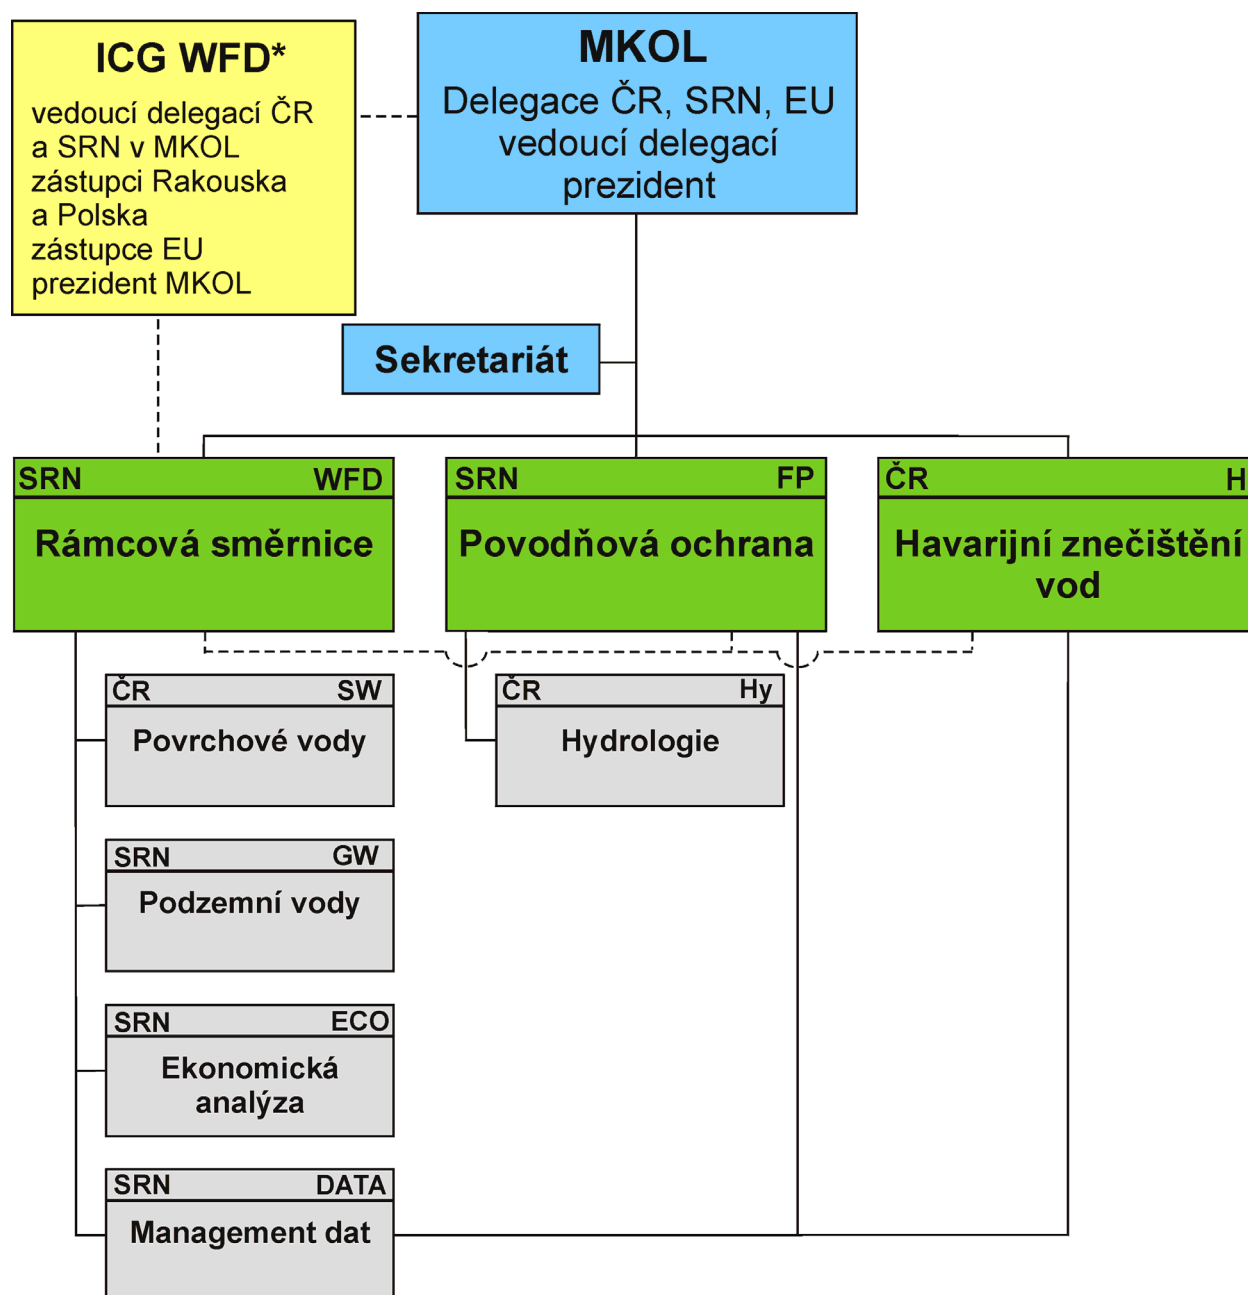 ICG WFD*
vedoucí delegací ČR
a SRN v MKOL
zástupci Rakouska
a Polska
zástupce EU
prezident MKOL
MKOL
Delegace ČR, SRN, EU
vedoucí delegací
prezident
Sekretariát
SRN WFD
Rámcová směrnice
SRN FP
Povodňová ochrana
ČR H
Havarijní znečištění
vod
ČR SW
Povrchové vody
ČR Hy
Hydrologie
SRN GW
Podzemní vody
SRN ECO
Ekonomická
analýza
SRN DATA
Management dat